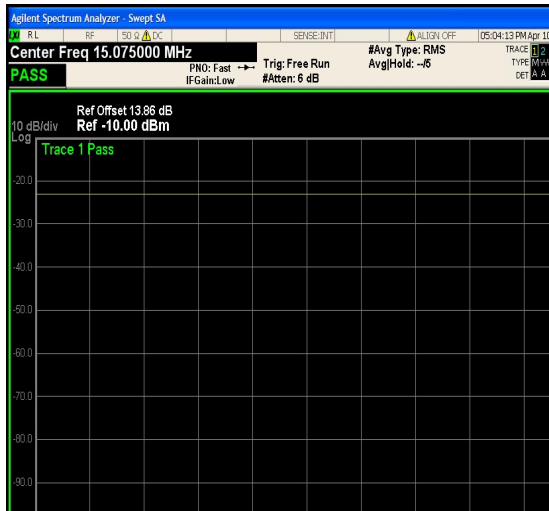 Agilent Spectrum Analyzer - Swept SA
RL RF 50 Ω DC SENSE:INT ALIGN OFF 05:04:13 PM Apr 10
Center Freq 15.075000 MHz
PASS
PNO: Fast
IFGain:Low
Trig: Free Run
#Atten: 6 dB
#Avg Type: RMS
Avg|Hold: --/5
TRACE 1 2
TYPE M
DET A A
Ref Offset 13.86 dB
10 dB/div Ref -10.00 dBm
Log
Trace 1 Pass
-20.0
-30.0
-40.0
-50.0
-60.0
-70.0
-80.0
-90.0